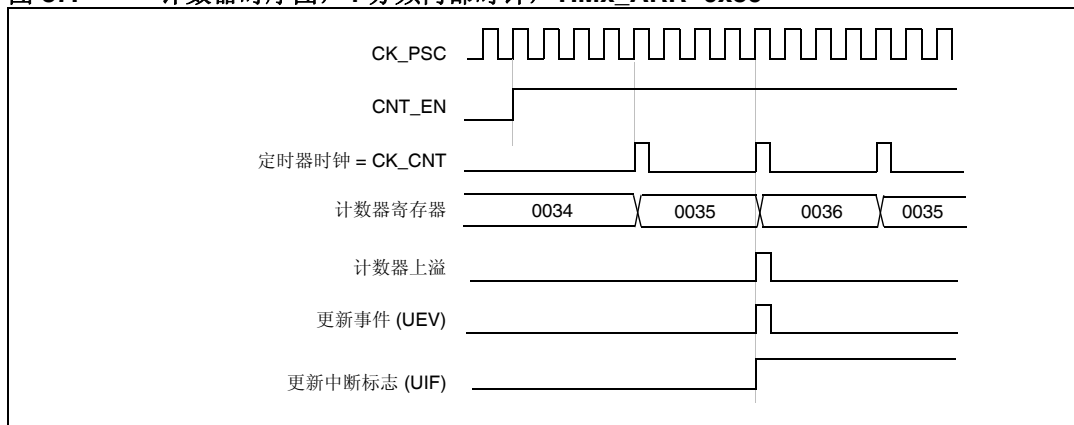 CK_PSC
CNT_EN
定时器时钟 = CK_CNT
计数器寄存器 0034 0035 0036 0035
计数器上溢
更新事件 (UEV)
更新中断标志 (UIF)